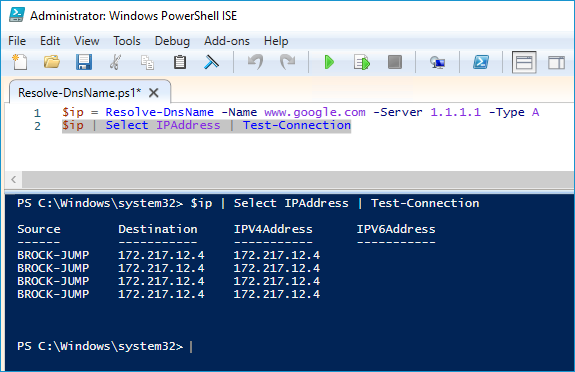 Administrator: Windows PowerShell ISE
File Edit View Tools Debug Add-ons Help
Resolve-DnsName.ps1* X
1 $ip = Resolve-DnsName -Name www.google.com -Server 1.1.1.1 -Type A
2 $ip | Select IPAddress | Test-Connection
PS C:\Windows\system32> $ip | Select IPAddress | Test-Connection
Source Destination IPV4Address IPV6Address
------ ----------- ----------- -----------
BROCK-JUMP 172.217.12.4 172.217.12.4
BROCK-JUMP 172.217.12.4 172.217.12.4
BROCK-JUMP 172.217.12.4 172.217.12.4
BROCK-JUMP 172.217.12.4 172.217.12.4
PS C:\Windows\system32>